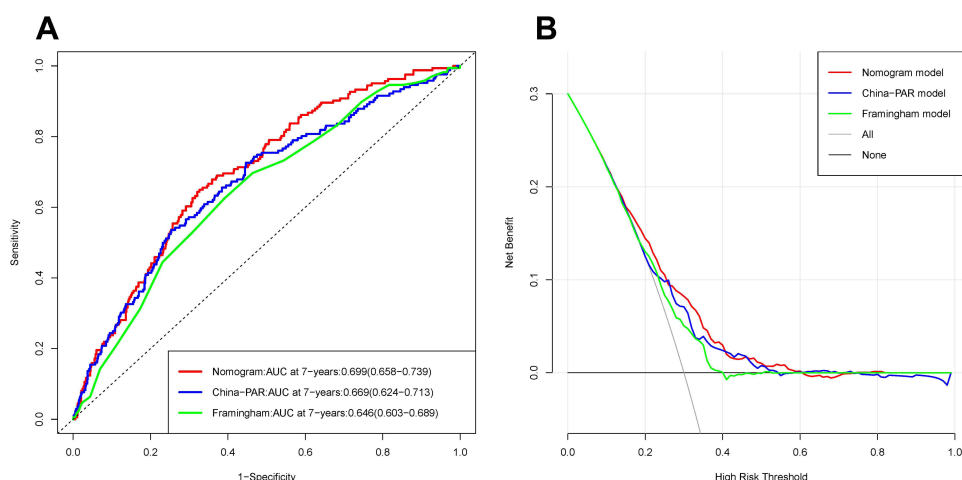 A
Sensitivity
1.0
0.8
0.6
0.4
0.2
0.0
Nomogram:AUC at 7−years:0.699(0.658−0.739)
China−PAR:AUC at 7−years:0.669(0.624−0.713)
Framingham:AUC at 7−years:0.646(0.603−0.689)
0.0 0.2 0.4 0.6 0.8 1.0
1−Specificity
B
Net Benefit
0.3
0.2
0.1
0.0
Nomogram model
China−PAR model
Framingham model
All
None
0.0 0.2 0.4 0.6 0.8 1.0
High Risk Threshold